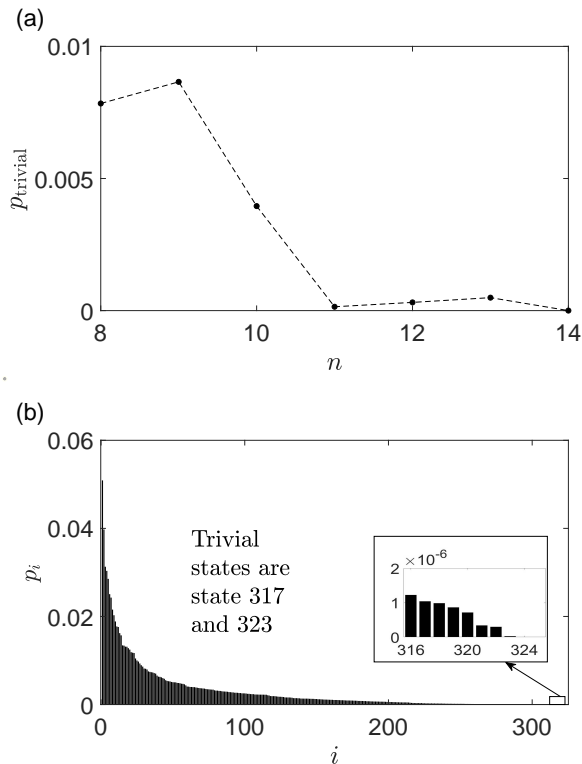 (a)
0.01
0.005
0
p_trivial
8
10
12
14
n
(b)
0.06
0.04
0.02
0
p_i
Trivial
states are
state 317
and 323
×10^-6
2
1
0
316
320
324
0
100
200
300
i